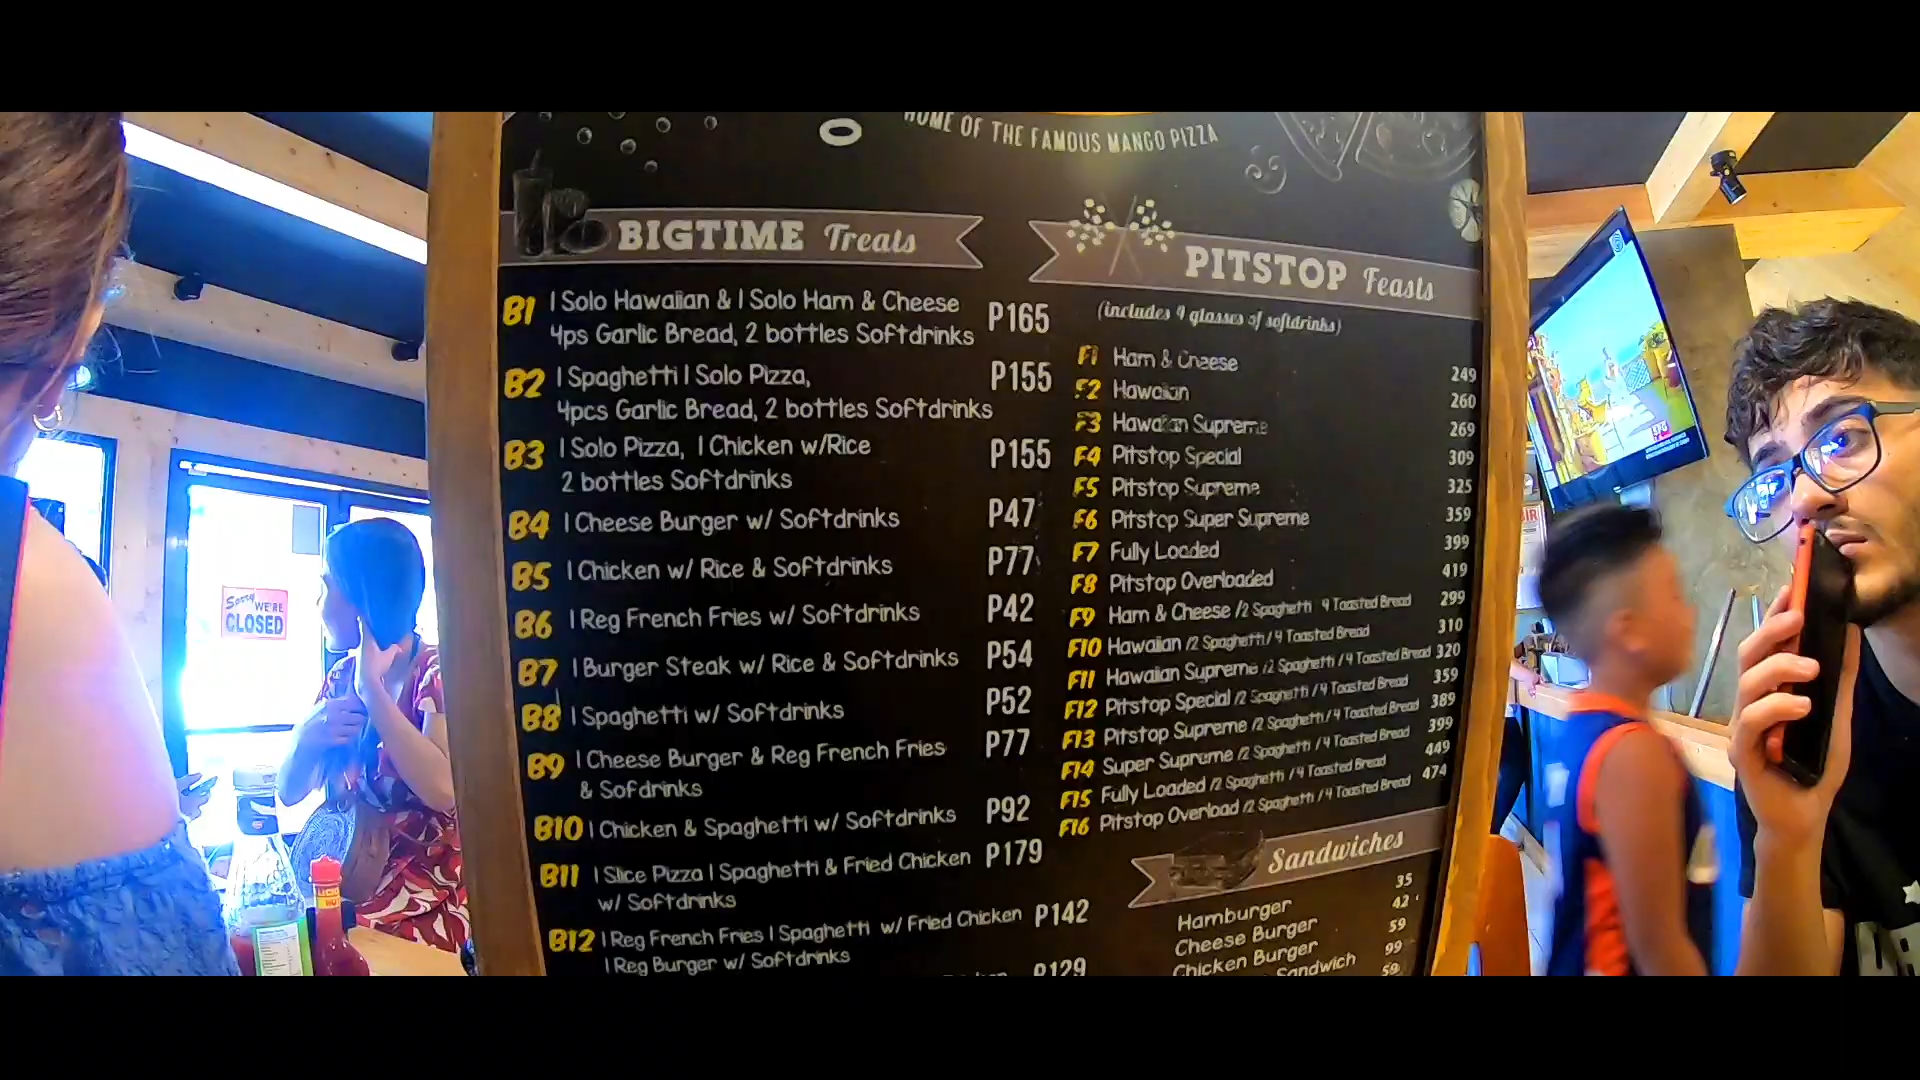 HOME OF THE FAMOUS MANGO PIZZA
BIGTIME Treats
B1 1 Solo Hawaiian & 1 Solo Ham & Cheese
4ps Garlic Bread, 2 bottles Softdrinks P165
B2 1 Spaghetti 1 Solo Pizza,
4pcs Garlic Bread, 2 bottles Softdrinks P155
B3 1 Solo Pizza, 1 Chicken w/Rice
2 bottles Softdrinks P155
B4 1 Cheese Burger w/ Softdrinks P47
B5 1 Chicken w/ Rice & Softdrinks P77
B6 1 Reg French Fries w/ Softdrinks P42
B7 1 Burger Steak w/ Rice & Softdrinks P54
B8 1 Spaghetti w/ Softdrinks P52
B9 1 Cheese Burger & Reg French Fries
& Sofdrinks P77
B10 1 Chicken & Spaghetti w/ Softdrinks P92
B11 1 Slice Pizza 1 Spaghetti & Fried Chicken
w/ Softdrinks P179
B12 1 Reg French Fries 1 Spaghetti w/ Fried Chicken
1 Reg Burger w/ Softdrinks P142
P129
PITSTOP Feasts
(includes 4 glasses of softdrinks)
F1 Ham & Cheese 249
F2 Hawaiian 260
F3 Hawaiian Supreme 269
F4 Pitstop Special 309
F5 Pitstop Supreme 325
F6 Pitstop Super Supreme 359
F7 Fully Loaded 399
F8 Pitstop Overloaded 419
F9 Ham & Cheese /2 Spaghetti 4 Toasted Bread 299
F10 Hawaiian /2 Spaghetti / 4 Toasted Bread 310
F11 Hawaiian Supreme /2 Spaghetti / 4 Toasted Bread 320
F12 Pitstop Special /2 Spaghetti / 4 Toasted Bread 359
F13 Pitstop Supreme /2 Spaghetti / 4 Toasted Bread 389
F14 Super Supreme /2 Spaghetti / 4 Toasted Bread 399
F15 Fully Loaded /2 Spaghetti / 4 Toasted Bread 449
F16 Pitstop Overload /2 Spaghetti / 4 Toasted Bread 474
Sandwiches
Hamburger 35
Cheese Burger 42
Chicken Burger 59
Sandwich 99
59
Sorry
WE'RE
CLOSED